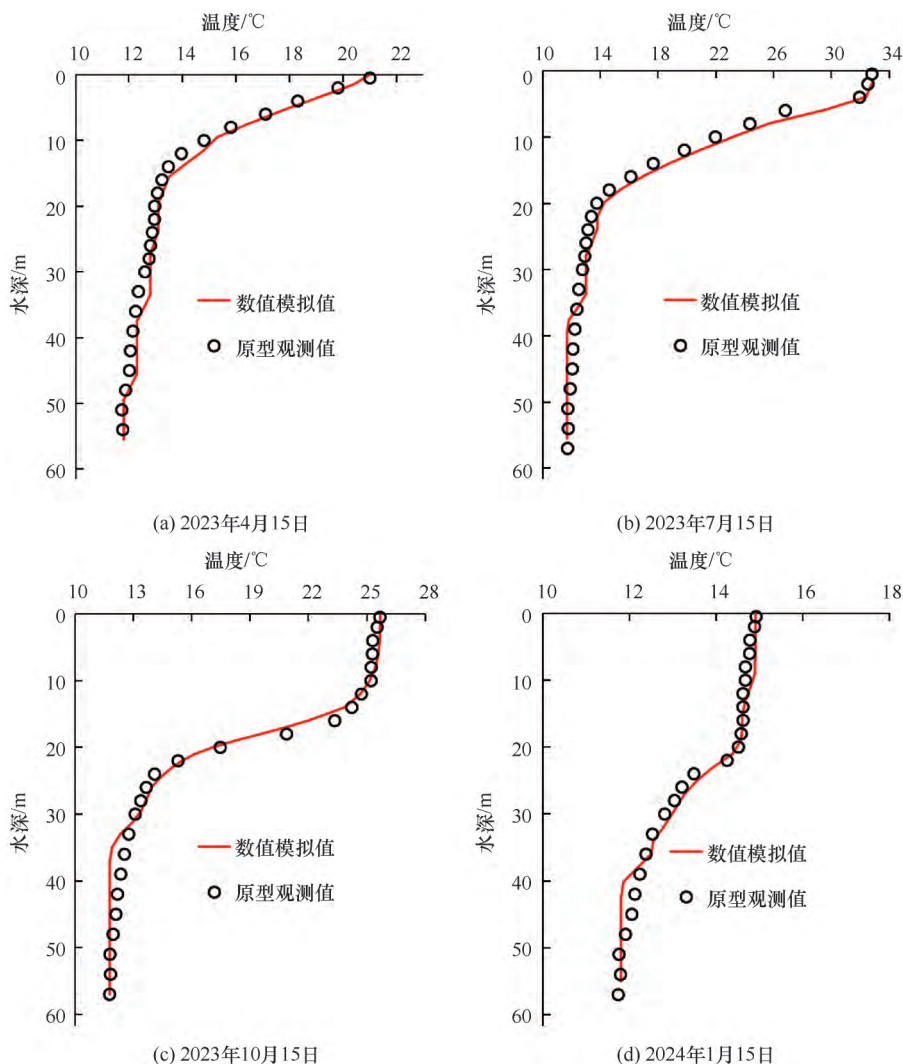 温度/℃
10 12 14 16 18 20 22
0
10
20
30
40
50
60
水深/m
数值模拟值
原型观测值
(a) 2023年4月15日
温度/℃
10 14 18 22 26 30 34
0
10
20
30
40
50
60
水深/m
数值模拟值
原型观测值
(b) 2023年7月15日
温度/℃
10 13 16 19 22 25 28
0
10
20
30
40
50
60
水深/m
数值模拟值
原型观测值
(c) 2023年10月15日
温度/℃
10 12 14 16 18
0
10
20
30
40
50
60
水深/m
数值模拟值
原型观测值
(d) 2024年1月15日